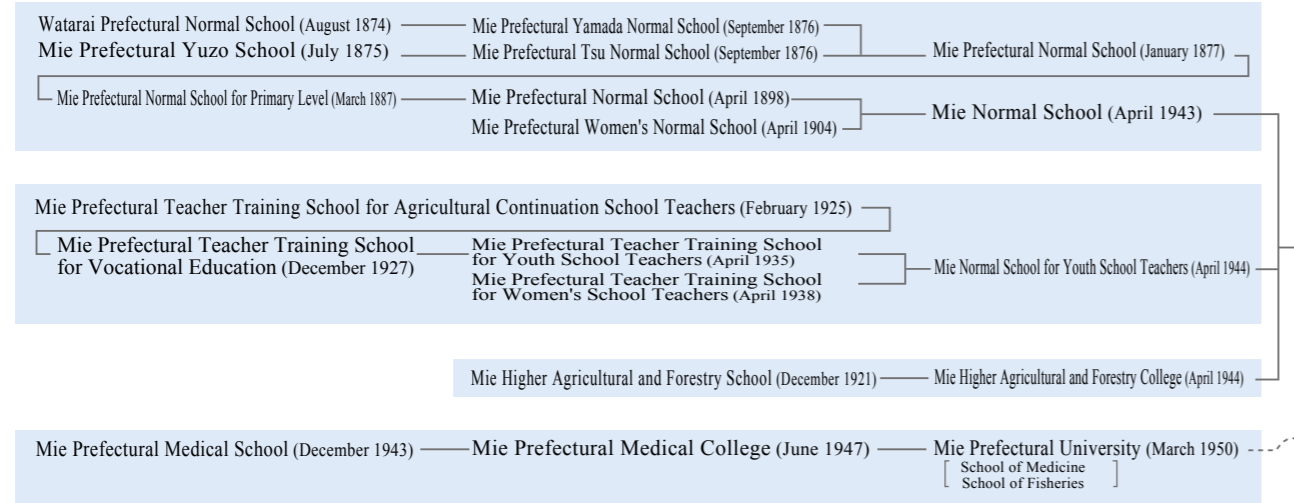 Watarai Prefectural Normal School (August 1874)
Mie Prefectural Yamada Normal School (September 1876)
Mie Prefectural Yuzo School (July 1875)
Mie Prefectural Tsu Normal School (September 1876)
Mie Prefectural Normal School (January 1877)
Mie Prefectural Normal School for Primary Level (March 1887)
Mie Prefectural Normal School (April 1898)
Mie Prefectural Women's Normal School (April 1904)
Mie Normal School (April 1943)
Mie Prefectural Teacher Training School for Agricultural Continuation School Teachers (February 1925)
Mie Prefectural Teacher Training School
for Vocational Education (December 1927)
Mie Prefectural Teacher Training School
for Youth School Teachers (April 1935)
Mie Prefectural Teacher Training School
for Women's School Teachers (April 1938)
Mie Normal School for Youth School Teachers (April 1944)
Mie Higher Agricultural and Forestry School (December 1921)
Mie Higher Agricultural and Forestry College (April 1944)
Mie Prefectural Medical School (December 1943)
Mie Prefectural Medical College (June 1947)
Mie Prefectural University (March 1950)
School of Medicine
School of Fisheries